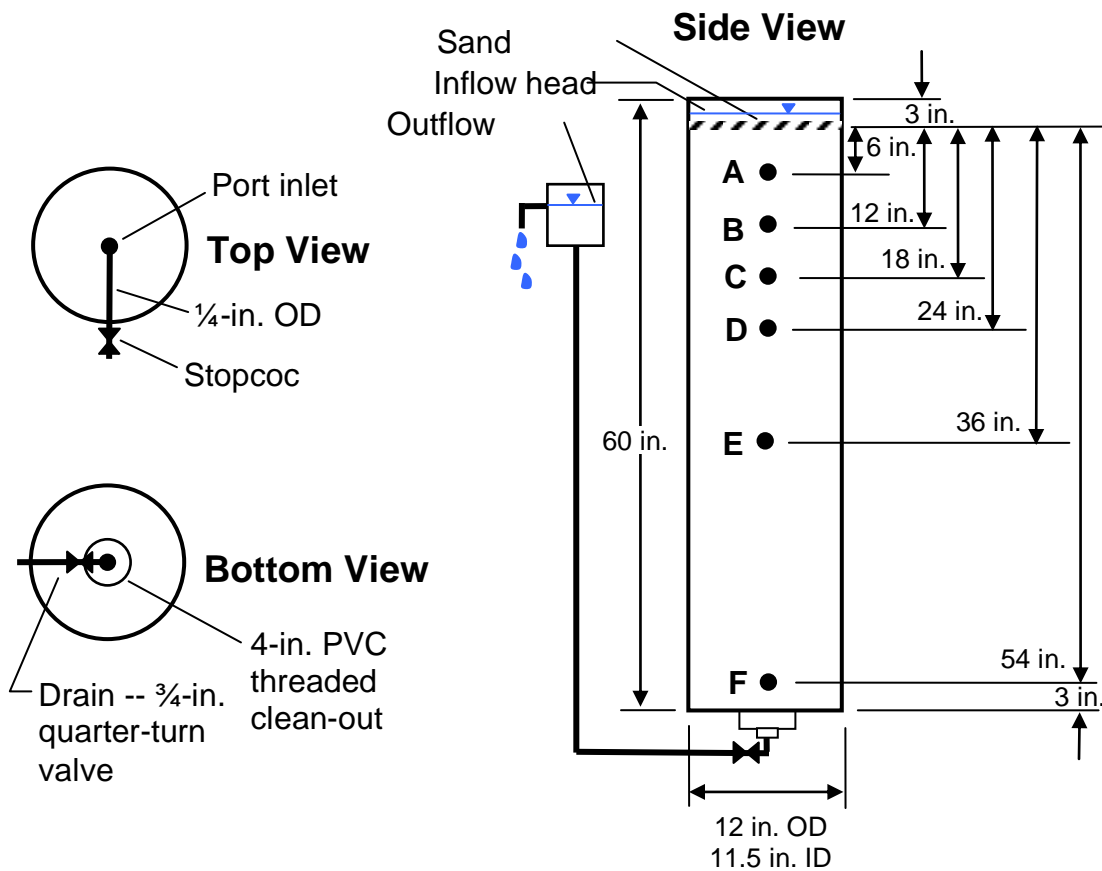 Side View
Sand
Inflow head
Outflow
3 in.
6 in.
A
12 in.
B
18 in.
C
24 in.
D
36 in.
E
60 in.
54 in.
F
3 in.
12 in. OD
11.5 in. ID
Port inlet
Top View
¼-in. OD
Stopcoc
Bottom View
4-in. PVC
threaded
clean-out
Drain -- ¾-in.
quarter-turn
valve